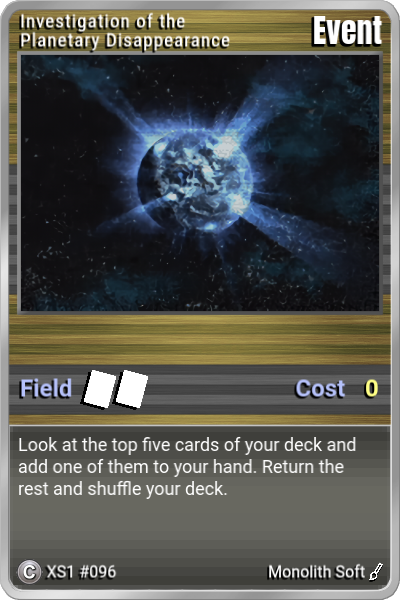 Investigation of the
Planetary Disappearance
Event
Field
Cost 0
Look at the top five cards of your deck and
add one of them to your hand. Return the
rest and shuffle your deck.
C XS1 #096
Monolith Soft